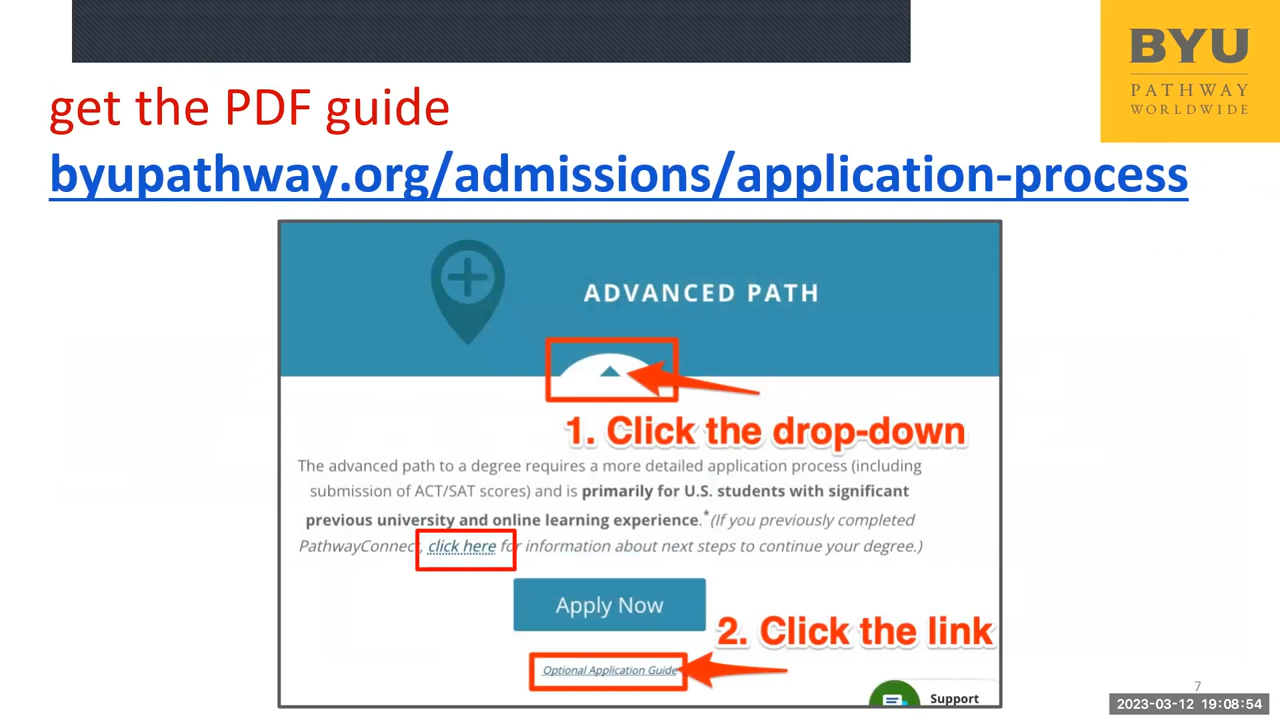 BYU
PATHWAY
WORLDWIDE
get the PDF guide
byupathway.org/admissions/application-process
ADVANCED PATH
1. Click the drop-down
The advanced path to a degree requires a more detailed application process (including
submission of ACT/SAT scores) and is primarily for U.S. students with significant
previous university and online learning experience.* (If you previously completed
PathwayConnect, click here for information about next steps to continue your degree.)
Apply Now
2. Click the link
Optional Application Guide
Support
7
2023-03-12 19:08:54